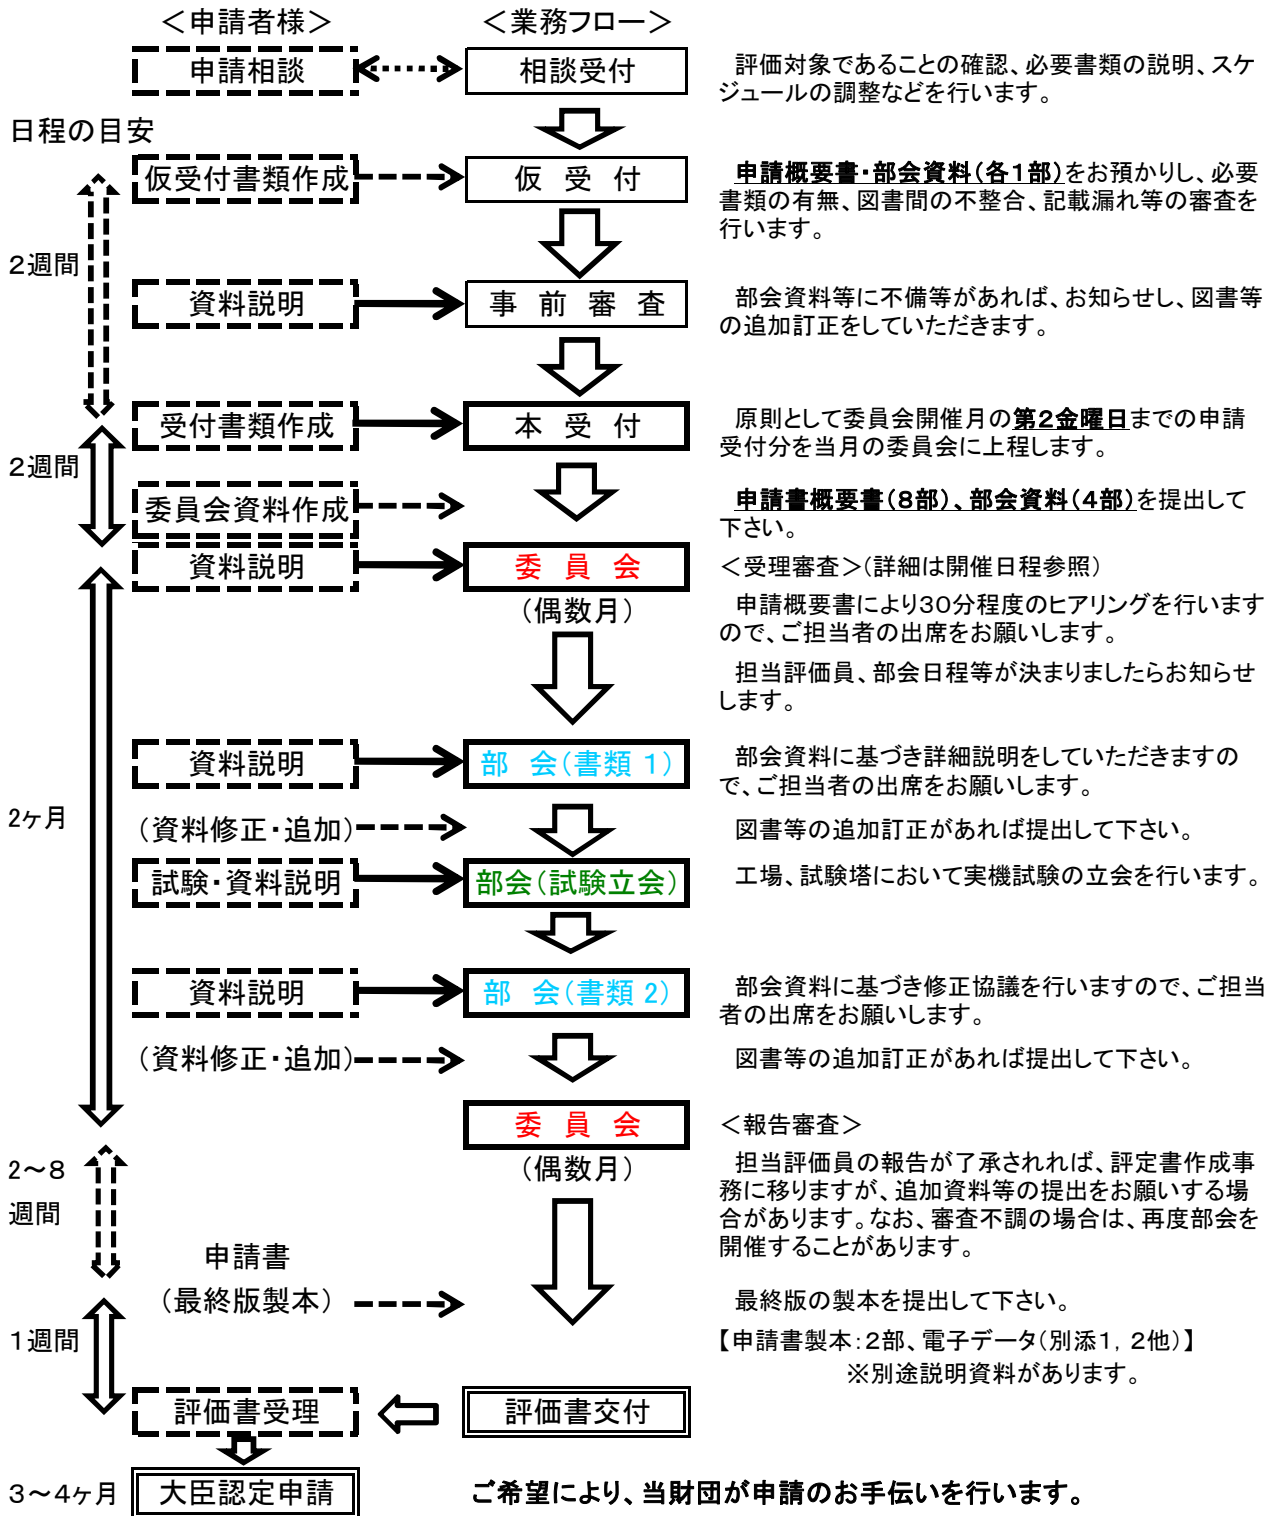 ＜申請者様＞　＜業務フロー＞
申請相談　相談受付
評価対象であることの確認、必要書類の説明、スケ
ジュールの調整などを行います。
日程の目安
仮受付書類作成　仮 受 付
申請概要書・部会資料（各１部）をお預かりし、必要
書類の有無、図書間の不整合、記載漏れ等の審査を
行います。
２週間
資料説明　事 前 審 査
部会資料等に不備等があれば、お知らせし、図書等
の追加訂正をしていただきます。
受付書類作成　本 受 付
原則として委員会開催月の第２金曜日までの申請
受付分を当月の委員会に上程します。
２週間
委員会資料作成
申請書概要書（８部）、部会資料（４部）を提出して
下さい。
資料説明　委 員 会
（偶数月）
＜受理審査＞（詳細は開催日程参照）
申請概要書により３０分程度のヒアリングを行います
ので、ご担当者の出席をお願いします。
担当評価員、部会日程等が決まりましたらお知らせ
します。
資料説明　部 会（書類 1）
部会資料に基づき詳細説明をしていただきますの
で、ご担当者の出席をお願いします。
2ヶ月
（資料修正・追加）
図書等の追加訂正があれば提出して下さい。
試験・資料説明　部会（試験立会）
工場、試験塔において実機試験の立会を行います。
資料説明　部 会（書類 2）
部会資料に基づき修正協議を行いますので、ご担当
者の出席をお願いします。
（資料修正・追加）
図書等の追加訂正があれば提出して下さい。
委 員 会
（偶数月）
＜報告審査＞
担当評価員の報告が了承されれば、評定書作成事
務に移りますが、追加資料等の提出をお願いする場
合があります。なお、審査不調の場合は、再度部会を
開催することがあります。
2～8
週間
申請書
（最終版製本）
最終版の製本を提出して下さい。
【申請書製本：２部、電子データ（別添１，２他）】
※別途説明資料があります。
１週間
評価書受理　評価書交付
３～４ヶ月　大臣認定申請　ご希望により、当財団が申請のお手伝いを行います。